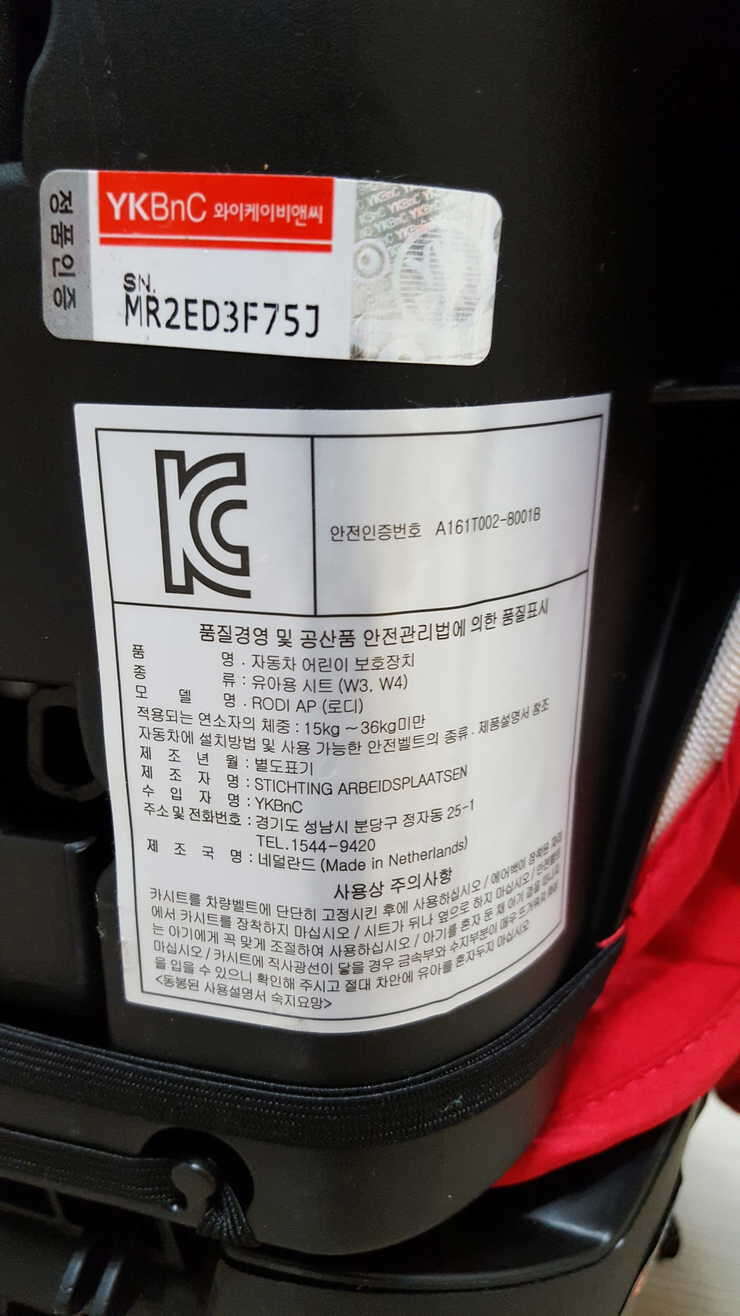 정품인증
YKBnC 와이케이비앤씨
SN.
MR2ED3F75J
KC
안전인증번호 A161T002-8001B
품질경영 및 공산품 안전관리법에 의한 품질표시
품 명 : 자동차 어린이 보호장치
종 류 : 유아용 시트 (W3, W4)
모 델 명 : RODI AP (로디)
적용되는 연소자의 체중 : 15kg ~ 36kg미만
자동차에 설치방법 및 사용 가능한 안전벨트의 종류 : 제품설명서 참조
제 조 년 월 : 별도표기
제 조 자 명 : STICHTING ARBEIDSPLAATSEN
수 입 자 명 : YKBnC
주소 및 전화번호 : 경기도 성남시 분당구 정자동 25-1
TEL.1544-9420
제 조 국 명 : 네덜란드 (Made in Netherlands)
사용상 주의사항
카시트를 차량벨트에 단단히 고정시킨 후에 사용하십시오 / 에어백이 장착된
에서 카시트를 장착하지 마십시오 / 시트가 뒤나 옆으로 하지 마십시오 /
는 아기에게 꼭 맞게 조절하여 사용하십시오 / 아기를 혼자 둔 채
마십시오 / 카시트에 직사광선이 닿을 경우 금속부와 수지부분이 매우 뜨거워져
을 입을 수 있으니 확인해 주시고 절대 차안에 유아를 혼자두지 마십시오
<동봉된 사용설명서 숙지요망>